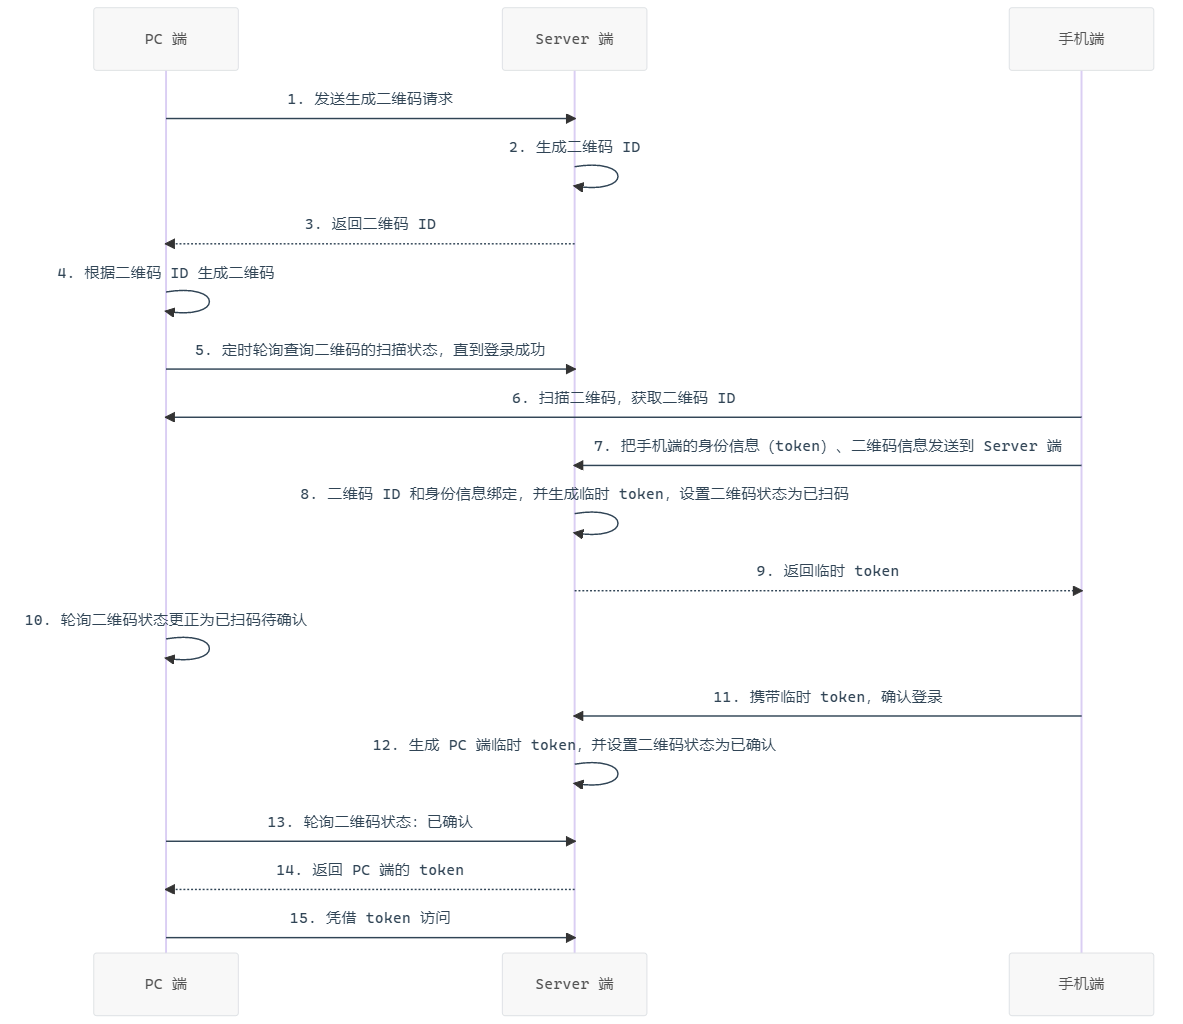 PC 端
Server 端
手机端
1. 发送生成二维码请求
2. 生成二维码 ID
3. 返回二维码 ID
4. 根据二维码 ID 生成二维码
5. 定时轮询查询二维码的扫描状态，直到登录成功
6. 扫描二维码，获取二维码 ID
7. 把手机端的身份信息（token）、二维码信息发送到 Server 端
8. 二维码 ID 和身份信息绑定，并生成临时 token，设置二维码状态为已扫码
9. 返回临时 token
10. 轮询二维码状态更正为已扫码待确认
11. 携带临时 token，确认登录
12. 生成 PC 端临时 token，并设置二维码状态为已确认
13. 轮询二维码状态：已确认
14. 返回 PC 端的 token
15. 凭借 token 访问
PC 端
Server 端
手机端